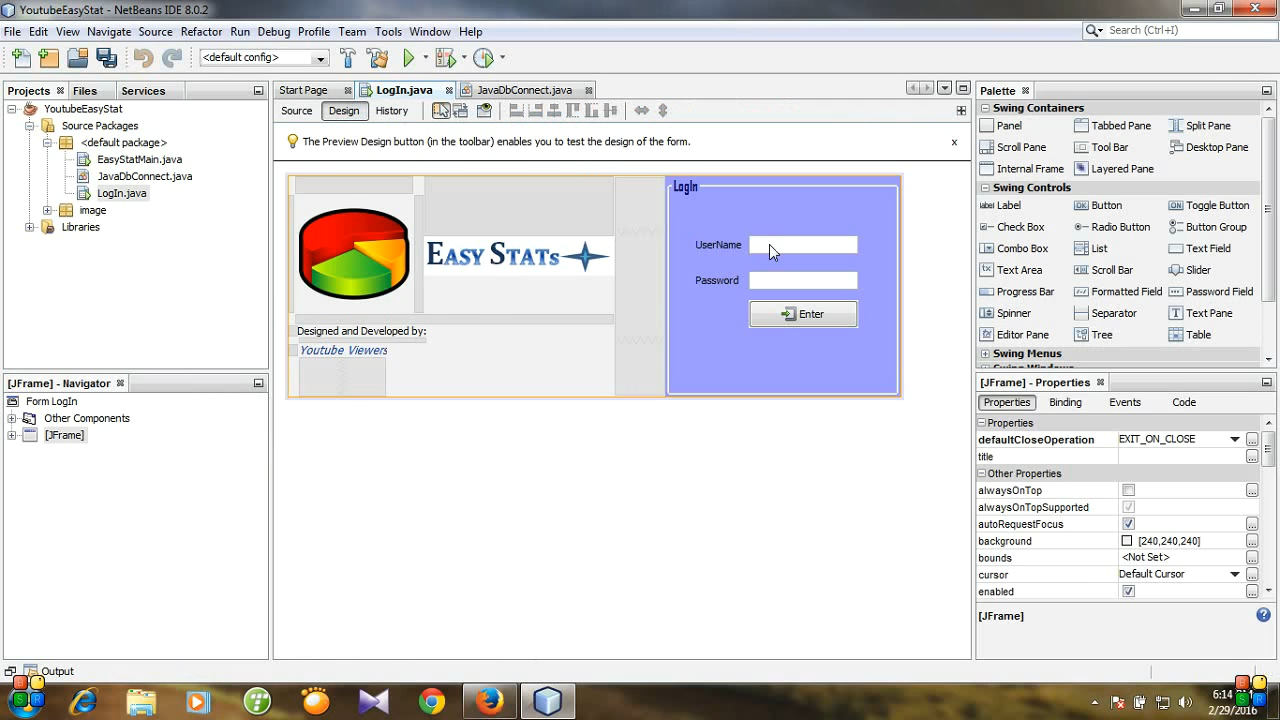 YoutubeEasyStat - NetBeans IDE 8.0.2
File Edit View Navigate Source Refactor Run Debug Profile Team Tools Window Help
Search (Ctrl+I)
<default config>
Projects Files Services
YoutubeEasyStat
Source Packages
<default package>
EasyStatMain.java
JavaDbConnect.java
LogIn.java
image
Libraries
[JFrame] - Navigator
Form LogIn
Other Components
[JFrame]
Start Page LogIn.java JavaDbConnect.java
Source Design History
The Preview Design button (in the toolbar) enables you to test the design of the form.
x
LogIn
UserName
EASY STATS
Password
Enter
Designed and Developed by:
Youtube Viewers
Palette
Swing Containers
Panel Tabbed Pane Split Pane
Scroll Pane Tool Bar Desktop Pane
Internal Frame Layered Pane
Swing Controls
label Label OK Button ON Toggle Button
Check Box Radio Button Button Group
Combo Box List Text Field
Text Area Scroll Bar Slider
Progress Bar Formatted Field Password Field
Spinner Separator Text Pane
Editor Pane Tree Table
Swing Menus
Swing Windows
[JFrame] - Properties
Properties Binding Events Code
Properties
defaultCloseOperation EXIT_ON_CLOSE
title
Other Properties
alwaysOnTop
alwaysOnTopSupported
autoRequestFocus
background [240,240,240]
bounds <Not Set>
cursor Default Cursor
enabled
[JFrame]
Output
6:14
2/29/2016